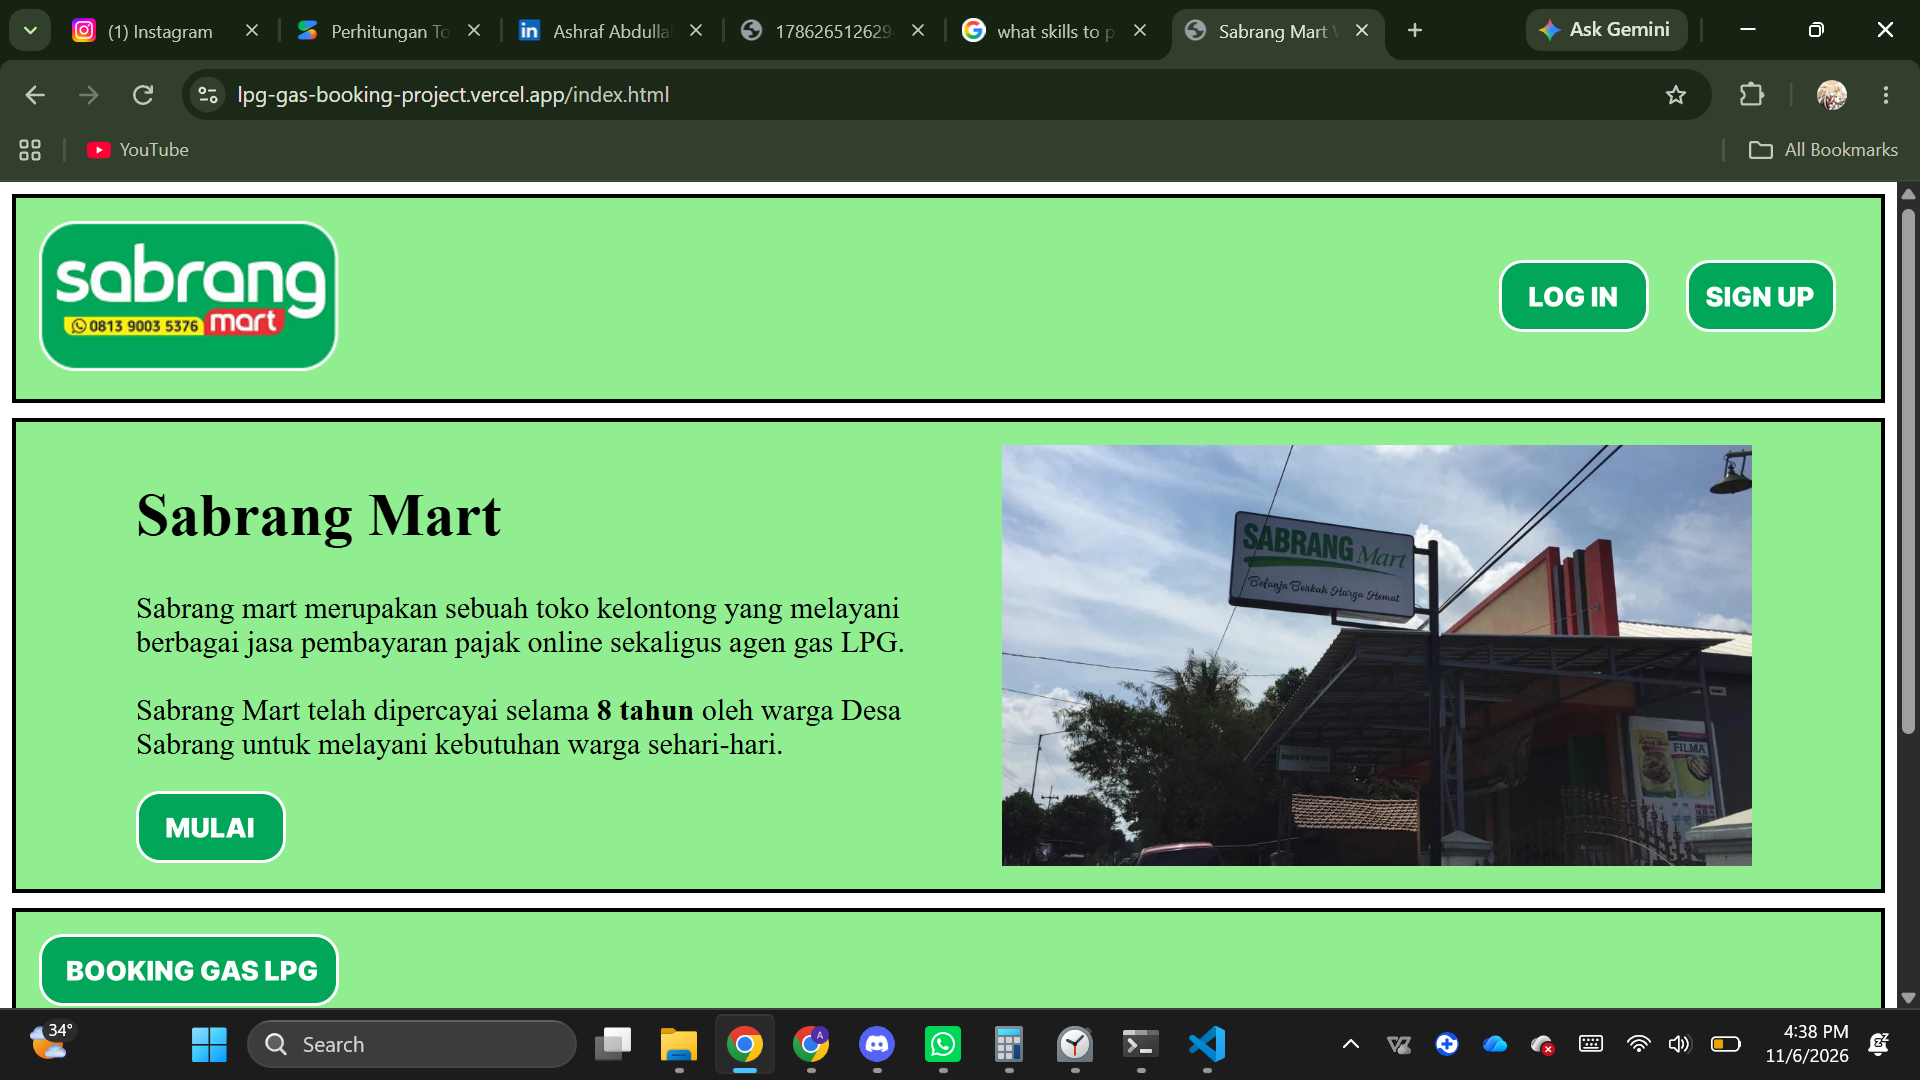 (1) Instagram
Perhitungan To
Ashraf Abdulla
178626512629
what skills to p
Sabrang Mart
Ask Gemini
lpg-gas-booking-project.vercel.app/index.html
YouTube
All Bookmarks
sabrang
0813 9003 5376 mart
LOG IN
SIGN UP
Sabrang Mart
Sabrang mart merupakan sebuah toko kelontong yang melayani
berbagai jasa pembayaran pajak online sekaligus agen gas LPG.
Sabrang Mart telah dipercayai selama 8 tahun oleh warga Desa
Sabrang untuk melayani kebutuhan warga sehari-hari.
MULAI
SABRANG Mart
Belanja Berkah Harga Hemat
FILMA
BOOKING GAS LPG
34°
Search
4:38 PM
11/6/2026